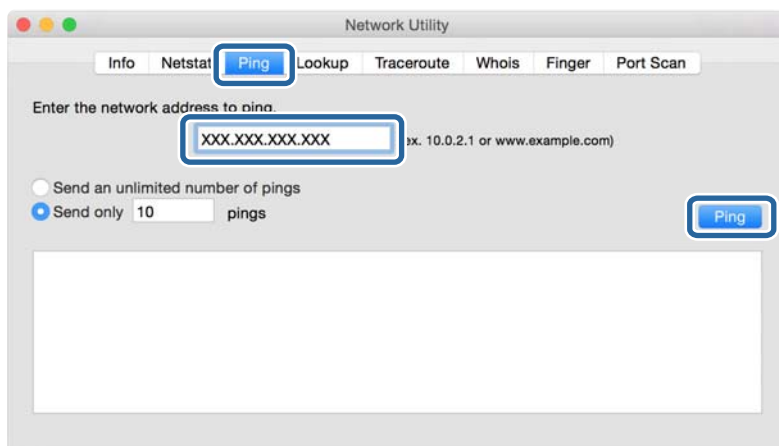 Network Utility
Info Netstat Ping Lookup Traceroute Whois Finger Port Scan
Enter the network address to ping.
XXX.XXX.XXX.XXX ex. 10.0.2.1 or www.example.com)
Send an unlimited number of pings
Send only 10 pings
Ping